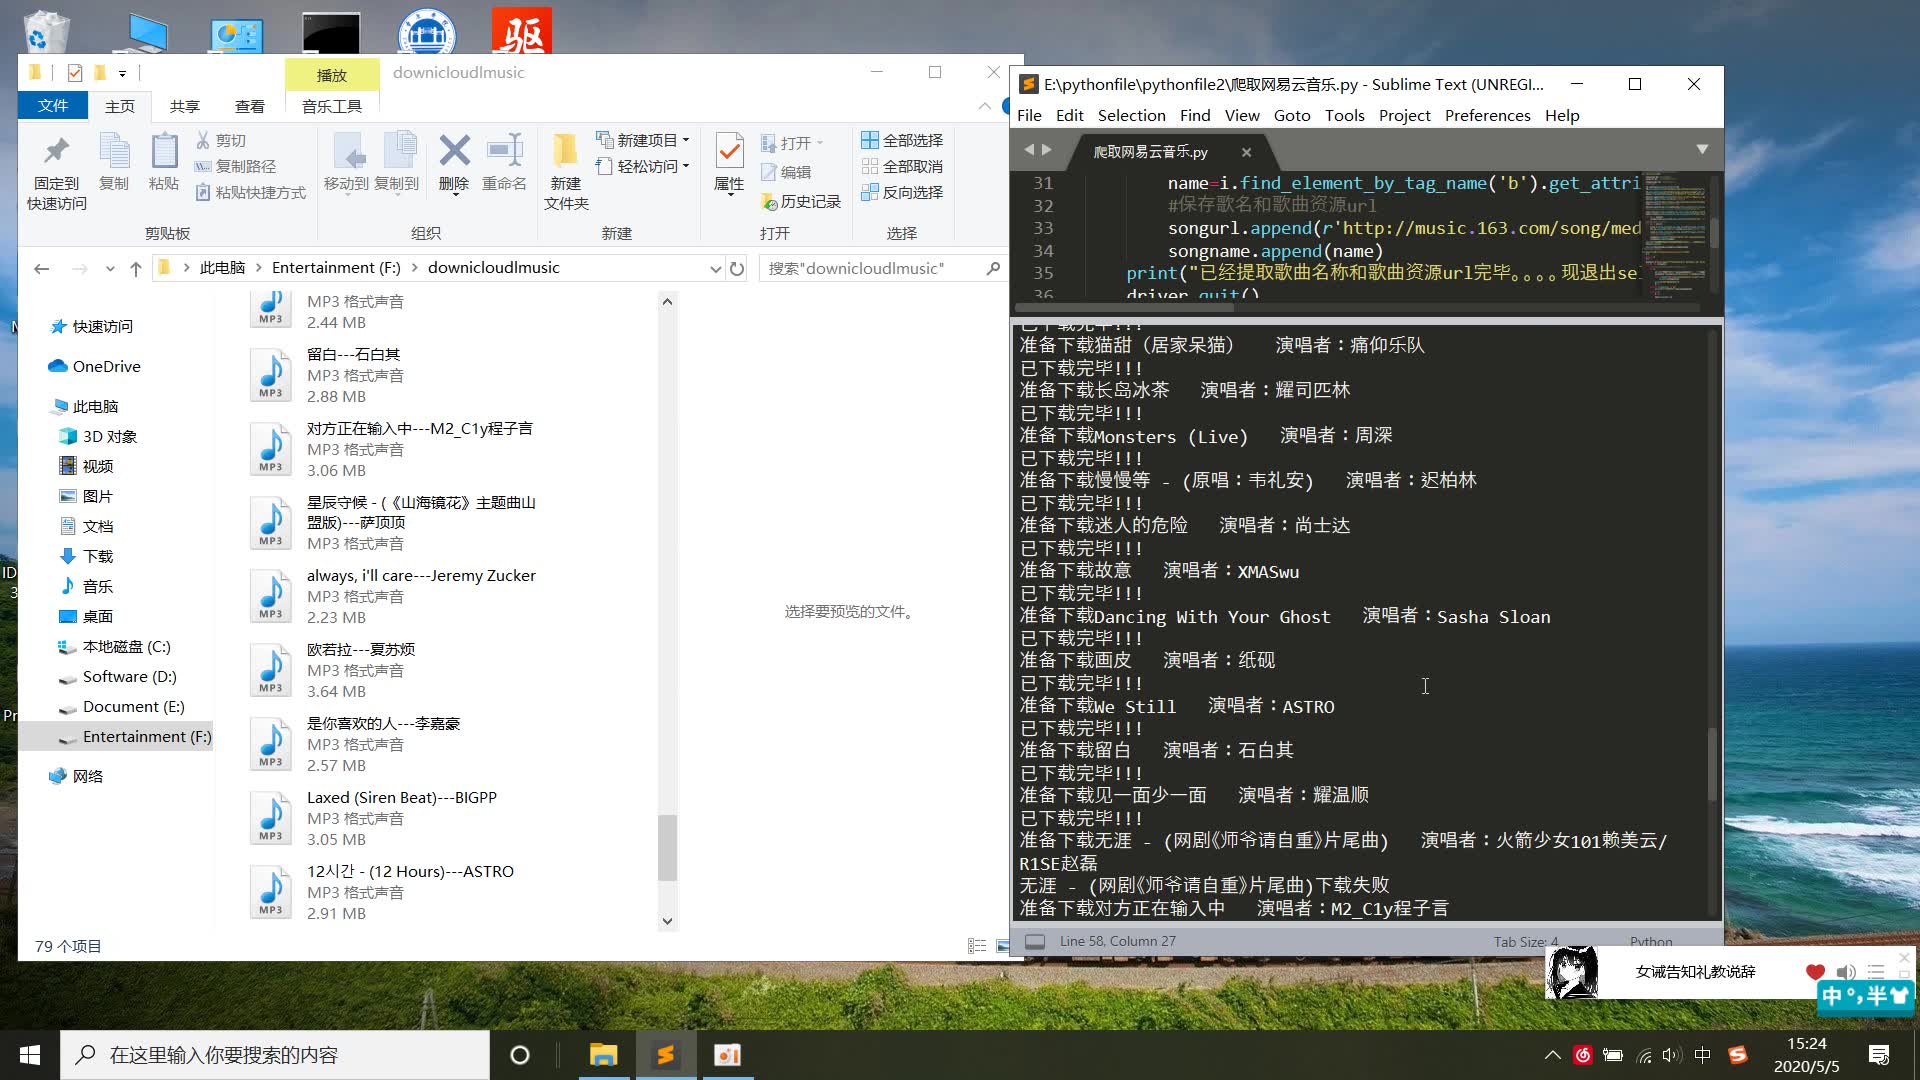 驱
播放
downicloudlmusic
文件
主页
共享
查看
音乐工具
固定到
快速访问
复制
粘贴
剪切
复制路径
粘贴快捷方式
剪贴板
移动到
复制到
删除
重命名
组织
新建
文件夹
新建项目
轻松访问
新建
属性
打开
编辑
历史记录
打开
全部选择
全部取消
反向选择
选择
此电脑
Entertainment (F:)
downicloudlmusic
搜索"downicloudlmusic"
快速访问
OneDrive
此电脑
3D 对象
视频
图片
文档
下载
音乐
桌面
本地磁盘 (C:)
Software (D:)
Document (E:)
Entertainment (F:)
网络
MP3 格式声音
2.44 MB
留白---石白其
MP3 格式声音
2.88 MB
对方正在输入中---M2_C1y程子言
MP3 格式声音
3.06 MB
星辰守候 - (《山海镜花》主题曲山
盟版)---萨顶顶
MP3 格式声音
always, i'll care---Jeremy Zucker
MP3 格式声音
2.23 MB
欧若拉---夏苏烦
MP3 格式声音
3.64 MB
是你喜欢的人---李嘉豪
MP3 格式声音
2.57 MB
Laxed (Siren Beat)---BIGPP
MP3 格式声音
3.05 MB
12시간 - (12 Hours)---ASTRO
MP3 格式声音
2.91 MB
选择要预览的文件。
79 个项目
E:\pythonfile\pythonfile2\爬取网易云音乐.py - Sublime Text (UNREGI...
File Edit Selection Find View Goto Tools Project Preferences Help
爬取网易云音乐.py
31 name=i.find_element_by_tag_name('b').get_attri
32 #保存歌名和歌曲资源url
33 songurl.append(r'http://music.163.com/song/med
34 songname.append(name)
35 print("已经提取歌曲名称和歌曲资源url完毕。。。。现退出se
36 driver.quit()
已下载完毕!!!
准备下载猫甜（居家呆猫） 演唱者：痛仰乐队
已下载完毕!!!
准备下载长岛冰茶 演唱者：耀司匹林
已下载完毕!!!
准备下载Monsters (Live) 演唱者：周深
已下载完毕!!!
准备下载慢慢等 - (原唱：韦礼安) 演唱者：迟柏林
已下载完毕!!!
准备下载迷人的危险 演唱者：尚士达
已下载完毕!!!
准备下载故意 演唱者：XMASwu
已下载完毕!!!
准备下载Dancing With Your Ghost 演唱者：Sasha Sloan
已下载完毕!!!
准备下载画皮 演唱者：纸砚
已下载完毕!!!
准备下载We Still 演唱者：ASTRO
已下载完毕!!!
准备下载留白 演唱者：石白其
已下载完毕!!!
准备下载见一面少一面 演唱者：耀温顺
已下载完毕!!!
准备下载无涯 - (网剧《师爷请自重》片尾曲) 演唱者：火箭少女101赖美云/
R1SE赵磊
无涯 - (网剧《师爷请自重》片尾曲)下载失败
准备下载对方正在输入中 演唱者：M2_C1y程子言
Line 58, Column 27
Tab Size: 4
Python
女诫告知礼教说辞
中 °, 半
在这里输入你要搜索的内容
中
15:24
2020/5/5